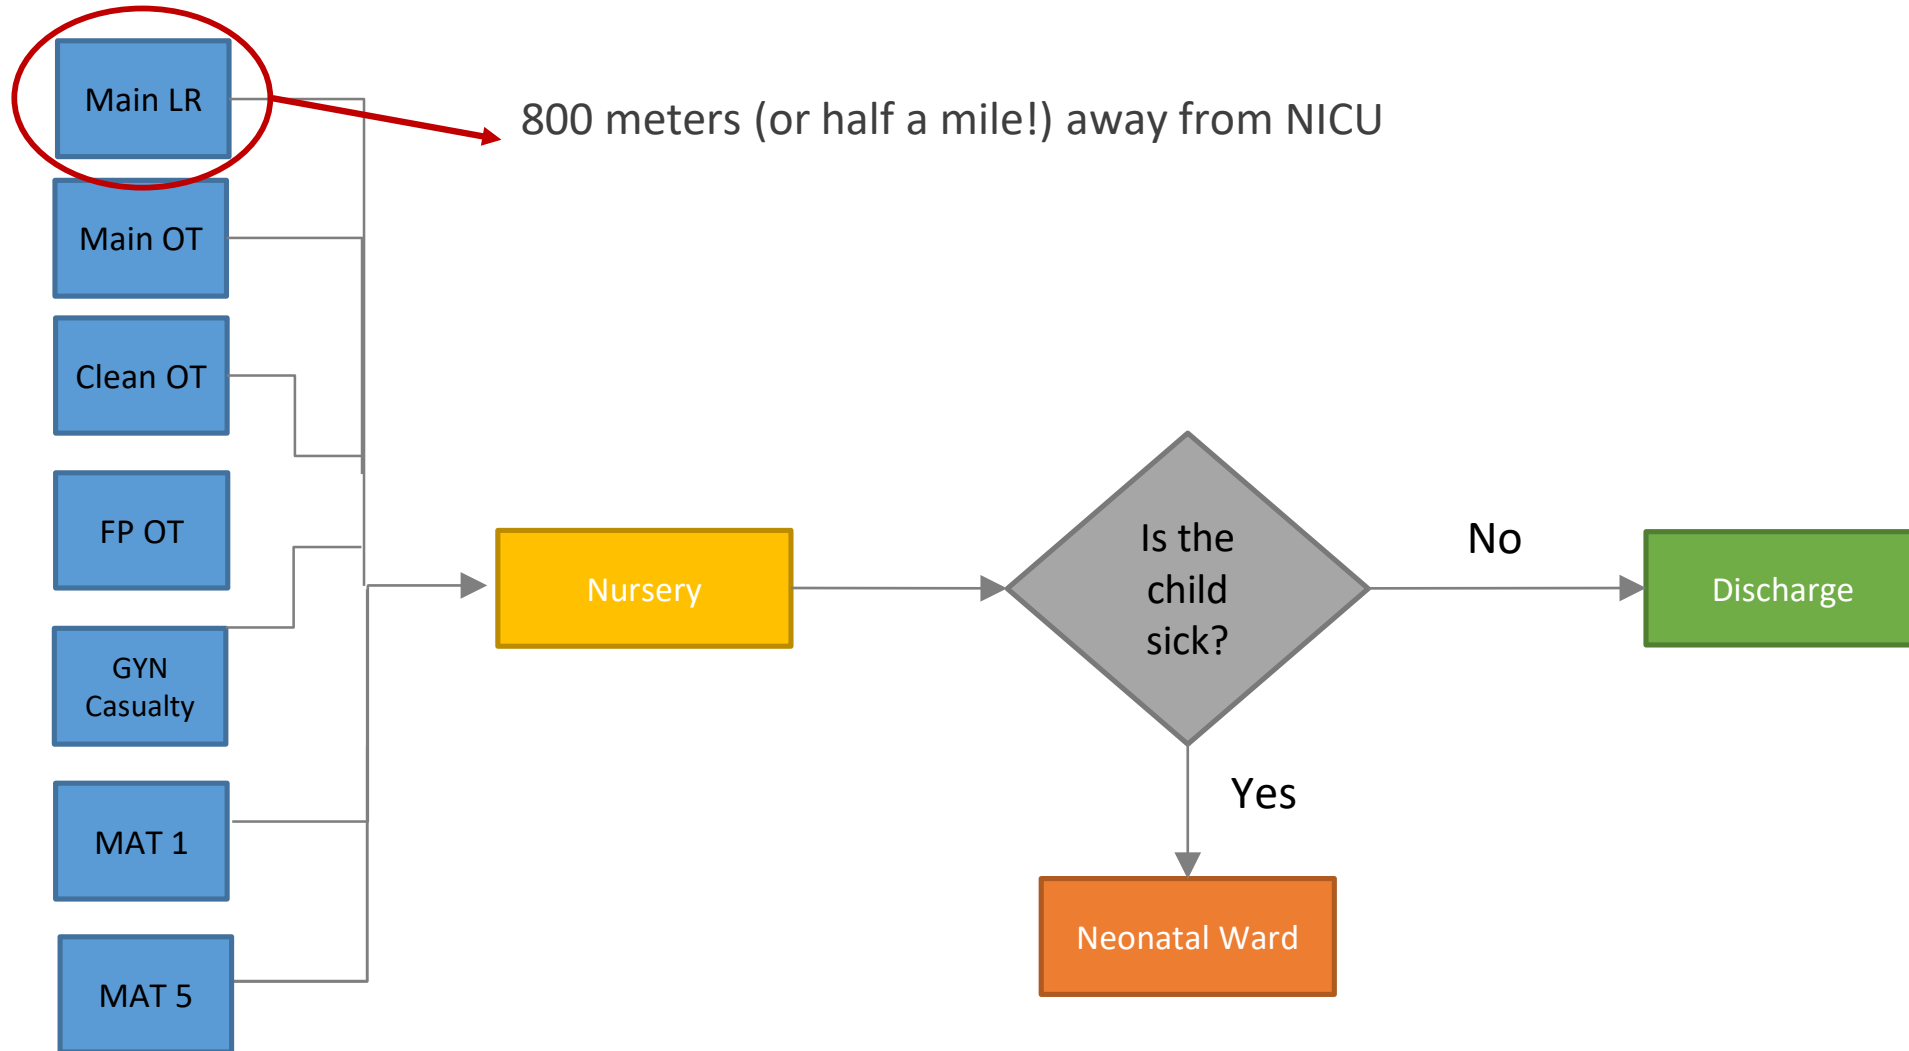 Main LR
800 meters (or half a mile!) away from NICU
Main OT
Clean OT
FP OT
GYN
Casualty
MAT 1
MAT 5
Nursery
Is the
child
sick?
No
Discharge
Yes
Neonatal Ward